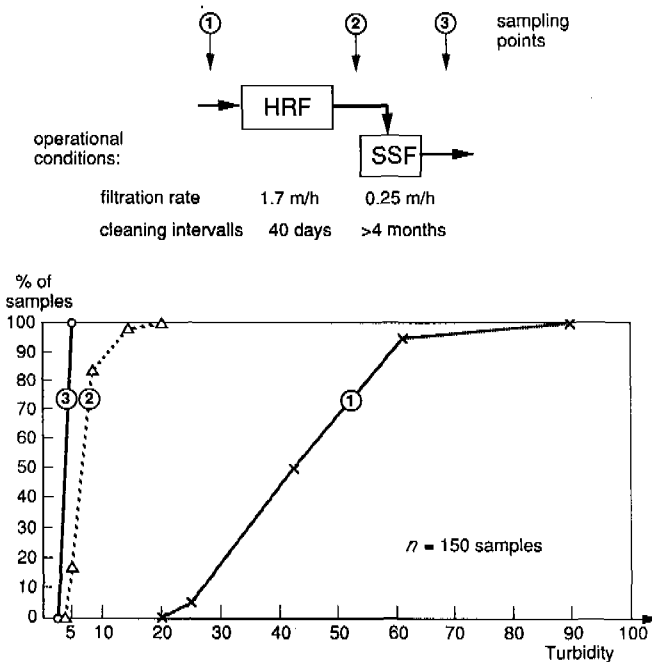 ① ② ③ sampling
points
HRF
operational
conditions:
SSF
filtration rate 1.7 m/h 0.25 m/h
cleaning intervalls 40 days >4 months
% of
samples
100
90
80
70
60
50
40
30
20
10
0
③ ② ①
n = 150 samples
5 10 20 30 40 50 60 70 80 90 100
Turbidity